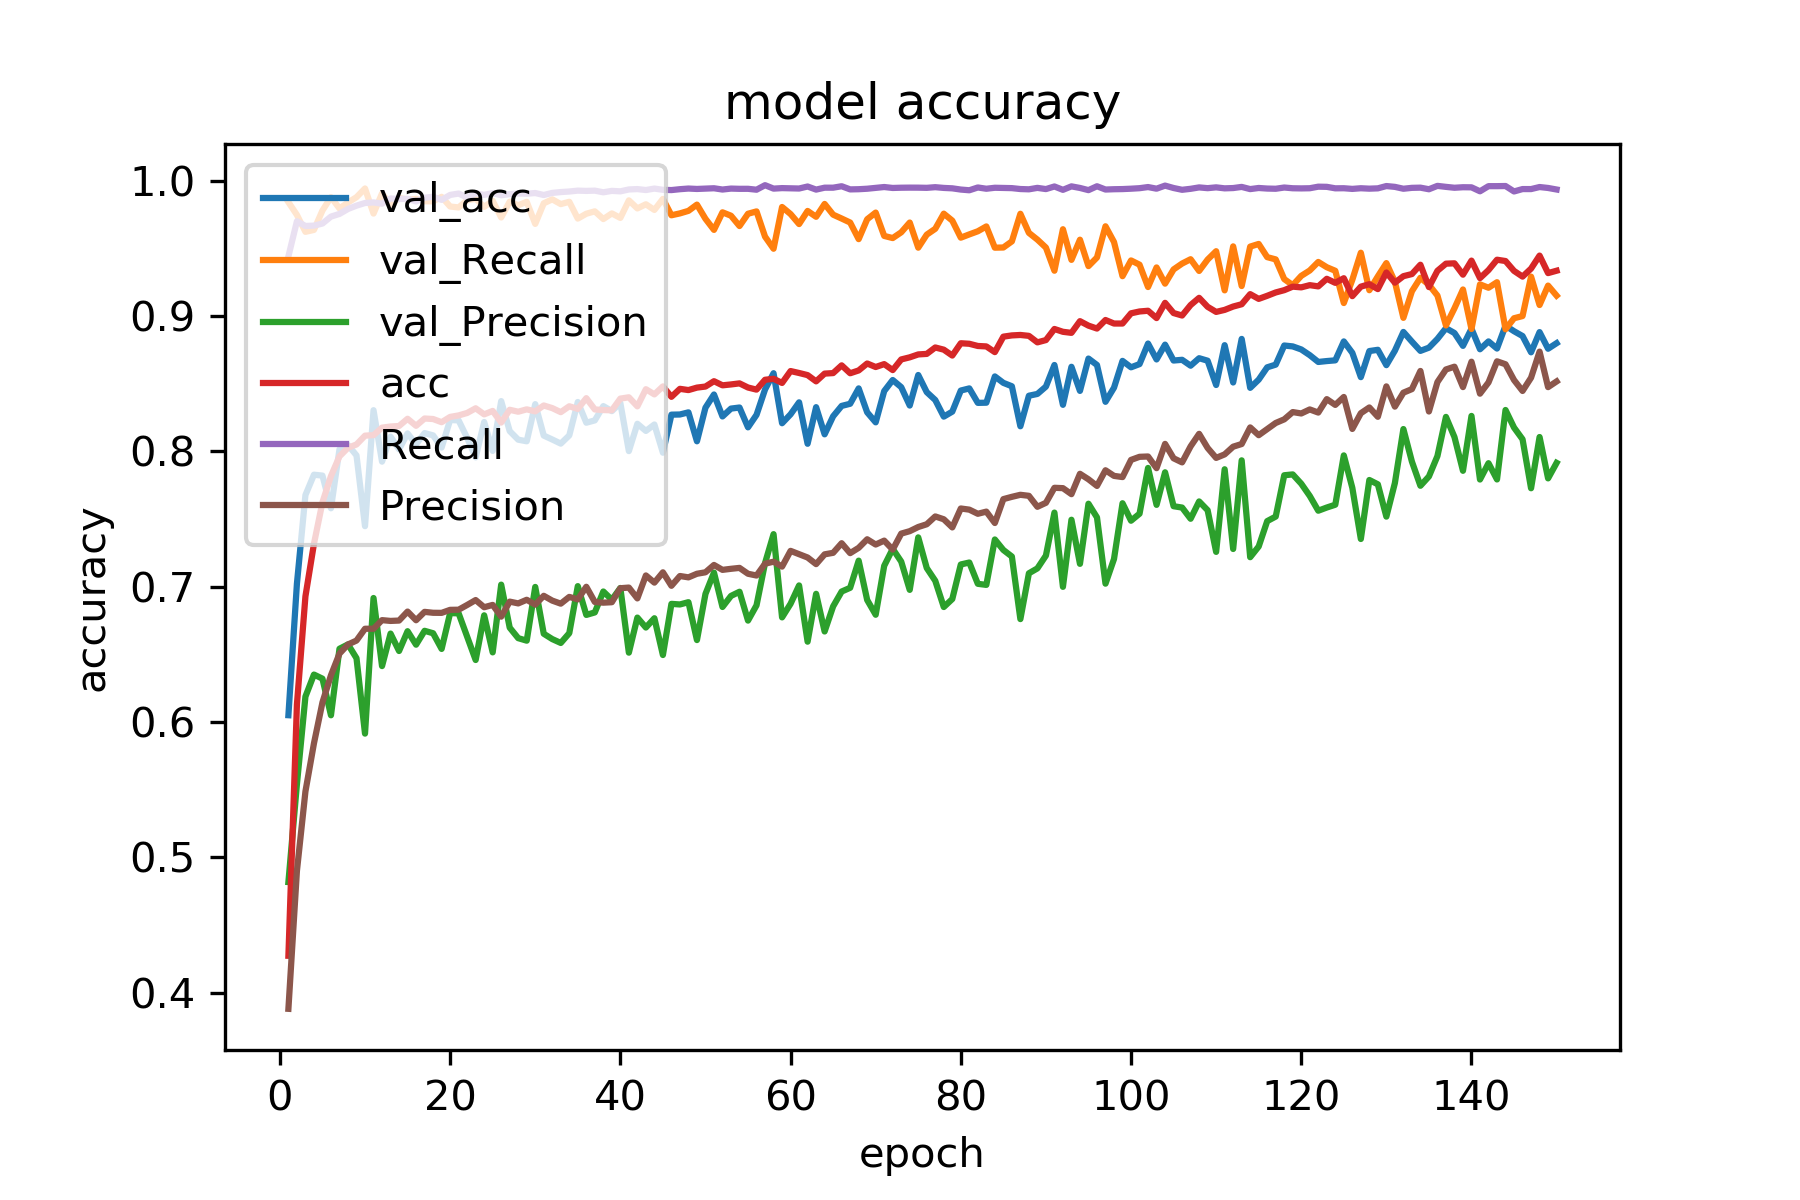 model accuracy
val_acc
val_Recall
val_Precision
acc
Recall
Precision
1.0
0.9
0.8
0.7
0.6
0.5
0.4
accuracy
0 20 40 60 80 100 120 140
epoch